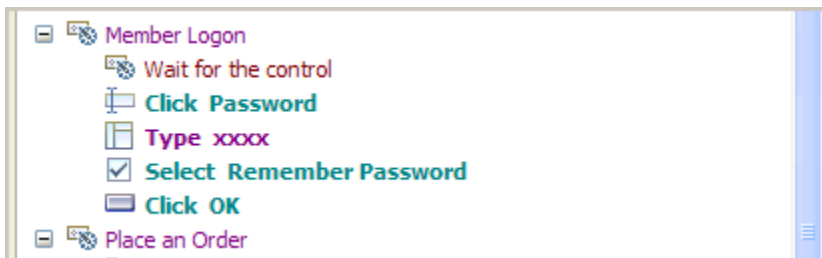 Member Logon
Wait for the control
Click Password
Type xxxx
Select Remember Password
Click OK
Place an Order